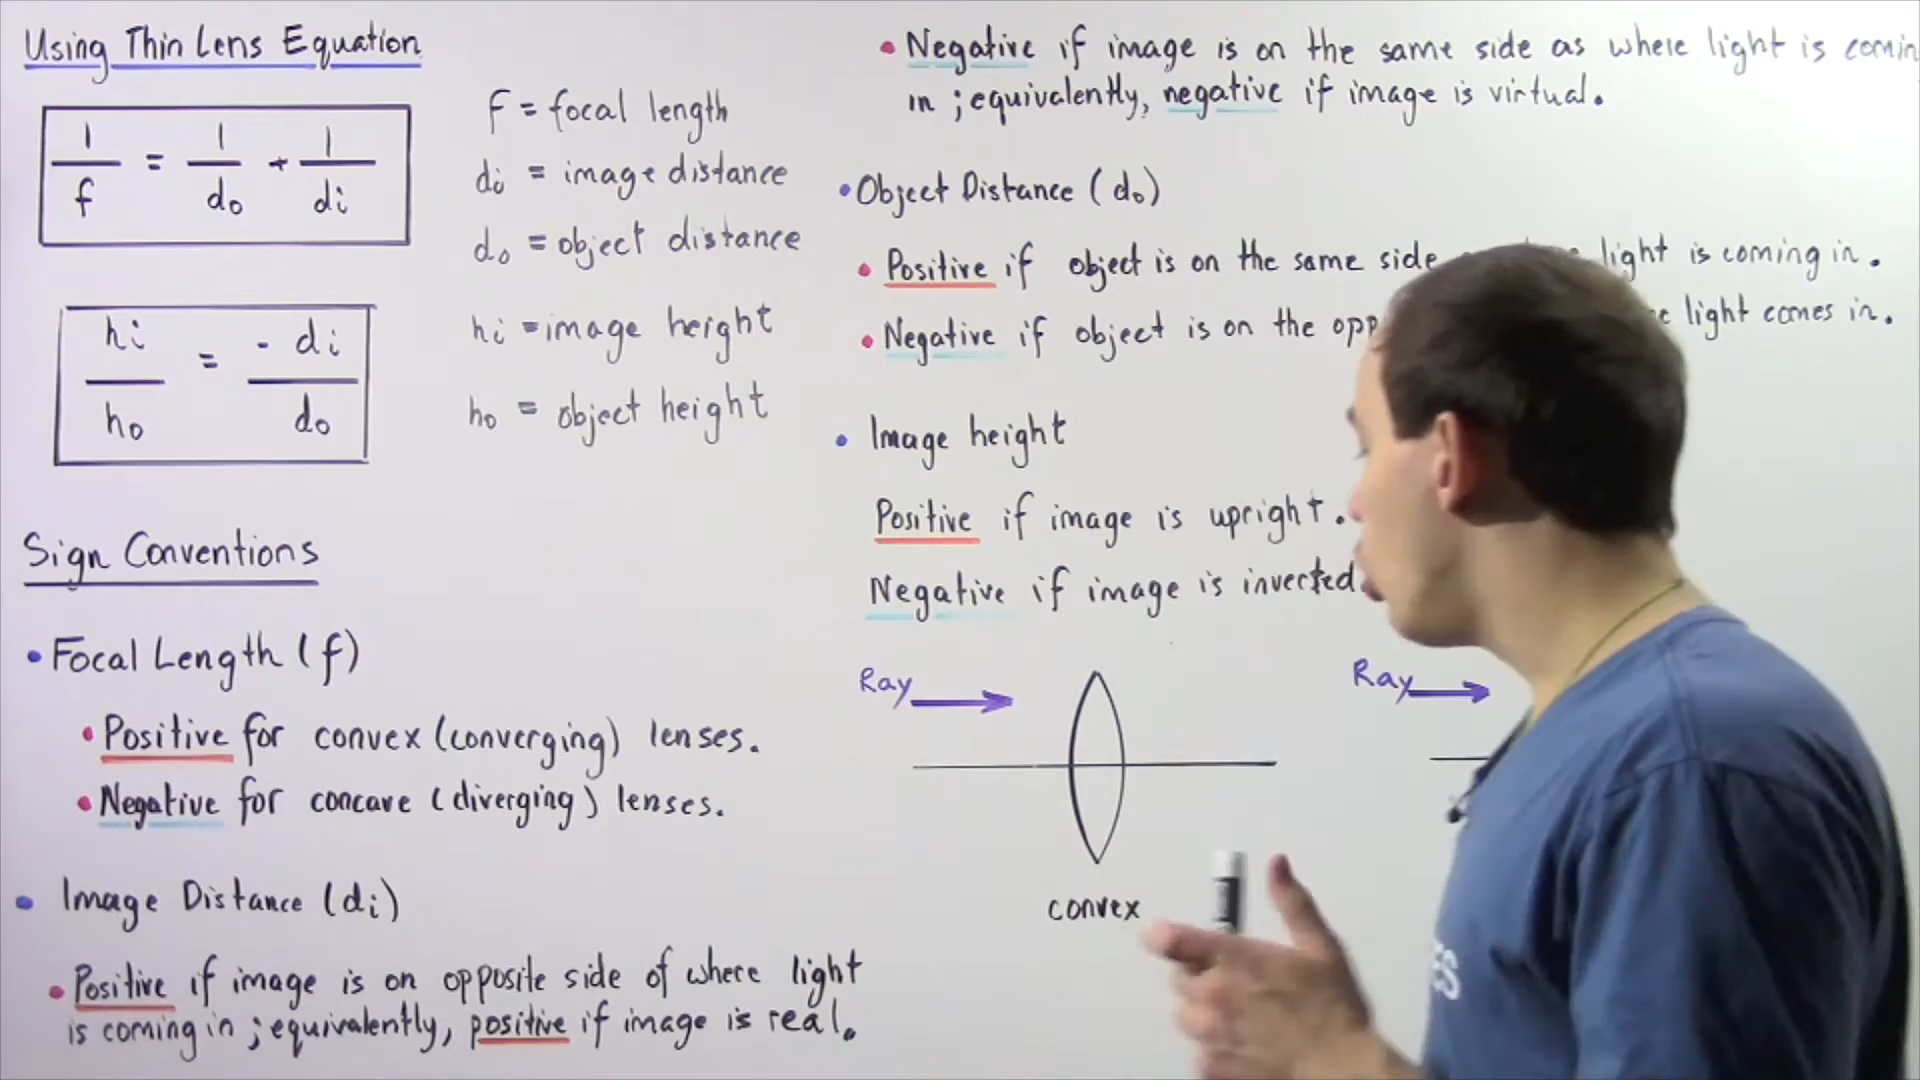 Using Thin Lens Equation
1/f = 1/do + 1/di
hi/ho = - di/do
f = focal length
di = image distance
do = object distance
hi = image height
ho = object height
Sign Conventions
• Focal Length (f)
• Positive for convex (converging) lenses.
• Negative for concave (diverging) lenses.
• Image Distance (di)
• Positive if image is on opposite side of where light
is coming in ; equivalently, positive if image is real.
• Negative if image is on the same side as where light is comin
in ; equivalently, negative if image is virtual.
• Object Distance (do)
• Positive if object is on the same side light is coming in.
• Negative if object is on the light comes in.
• Image height
Positive if image is upright.
Negative if image is inverted
Ray
Ray
convex